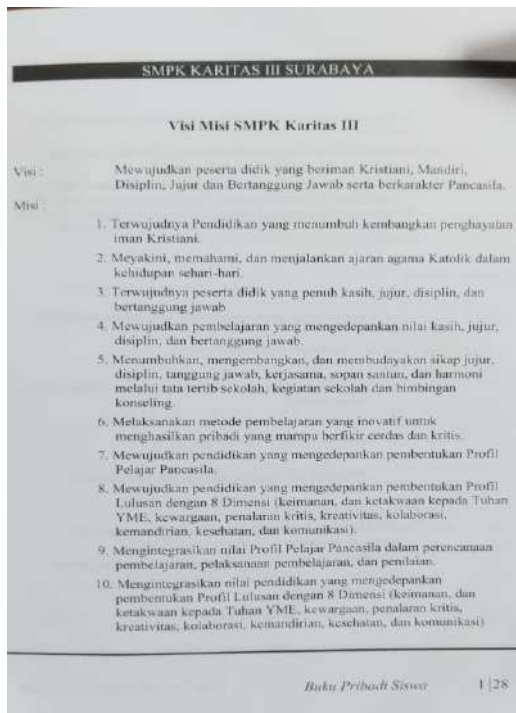 SMPK KARITAS III SURABAYA
Visi Misi SMPK Karitas III
Visi : Mewujudkan peserta didik yang beriman Kristiani, Mandiri,
Disiplin, Jujur dan Bertanggung Jawab serta berkarakter Pancasila.
Misi :
1. Terwujudnya Pendidikan yang menumbuh kembangkan penghayatan
iman Kristiani.
2. Meyakini, memahami, dan menjalankan ajaran agama Katolik dalam
kehidupan sehari-hari.
3. Terwujudnya peserta didik yang penuh kasih, jujur, disiplin, dan
bertanggung jawab
4. Mewujudkan pembelajaran yang mengedepankan nilai kasih, jujur,
disiplin, dan bertanggung jawab.
5. Menumbuhkan, mengembangkan, dan membudayakan sikap jujur,
disiplin, tanggung jawab, kerjasama, sopan santun, dan harmoni
melalui tata tertib sekolah, kegiatan sekolah dan bimbingan
konseling.
6. Melaksanakan metode pembelajaran yang inovatif untuk
menghasilkan pribadi yang mampu berfikir cerdas dan kritis.
7. Mewujudkan pendidikan yang mengedepankan pembentukan Profil
Pelajar Pancasila.
8. Mewujudkan pendidikan yang mengedepankan pembentukan Profil
Lulusan dengan 8 Dimensi (keimanan, dan ketakwaan kepada Tuhan
YME, kewargaan, penalaran kritis, kreativitas, kolaborasi,
kemandirian, kesehatan, dan komunikasi).
9. Mengintegrasikan nilai Profil Pelajar Pancasila dalam perencanaan
pembelajaran, pelaksanaan pembelajaran, dan penilaian.
10. Mengintegrasikan nilai pendidikan yang mengedepankan
pembentukan Profil Lulusan dengan 8 Dimensi (keimanan, dan
ketakwaan kepada Tuhan YME, kewargaan, penalaran kritis,
kreativitas, kolaborasi, kemandirian, kesehatan, dan komunikasi)
Buku Pribadi Siswa 1|28